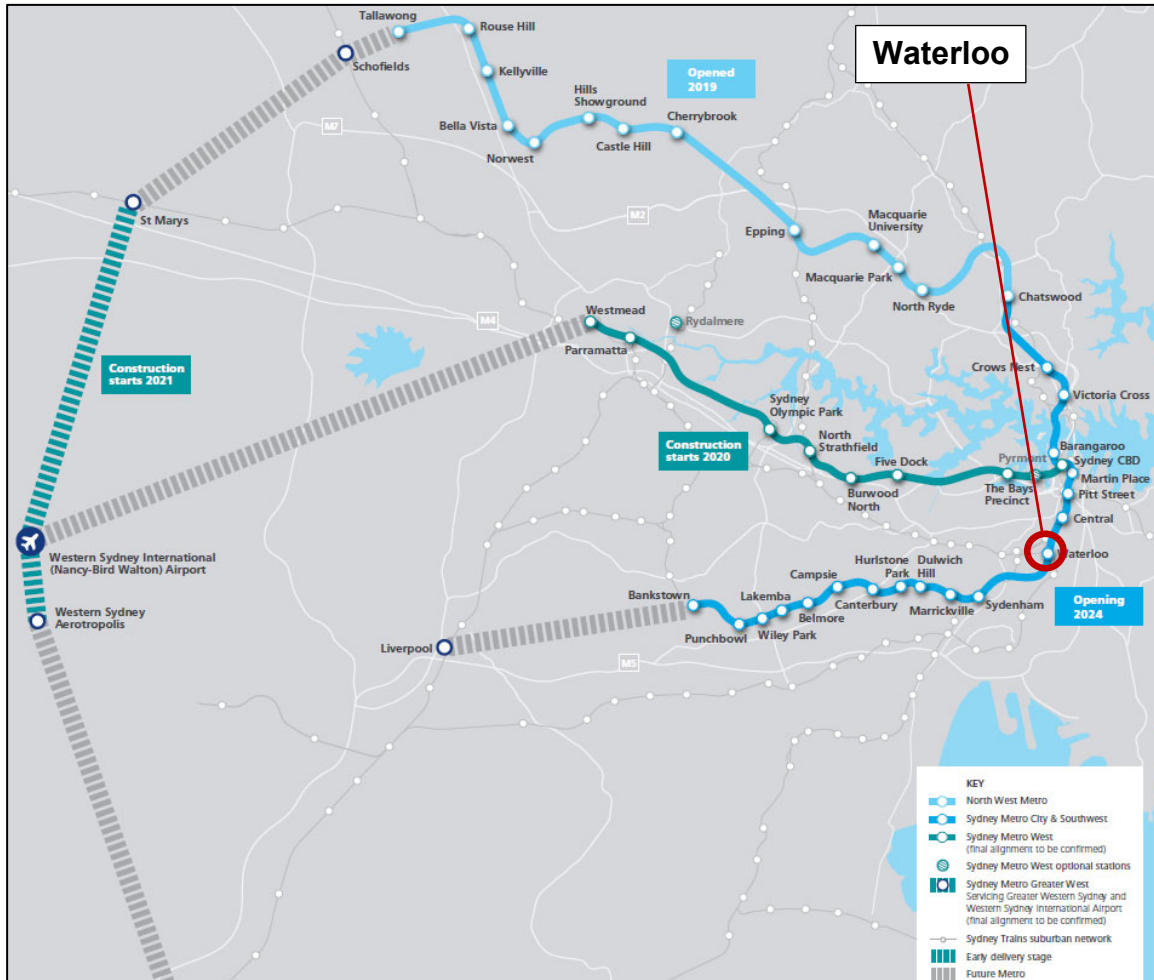 Tallawong
Rouse Hill
Schofields
Kellyville
Opened
2019
Waterloo
Hills
Showground
Cherrybrook
M7
Bella Vista
Norwest
Castle Hill
St Marys
M2
Epping
Macquarie
University
Macquarie Park
North Ryde
Chatswood
Westmead
M4
Rydalmere
Parramatta
Construction
starts 2021
Crows Nest
Victoria Cross
Sydney
Olympic Park
Construction
starts 2020
North
Strathfield
Five Dock
Burwood
North
Pyrmont
The Bays
Precinct
Barangaroo
Sydney CBD
Martin Place
Pitt Street
Central
Waterloo
Western Sydney International
(Nancy-Bird Walton) Airport
Western Sydney
Aerotropolis
Liverpool
Bankstown
Punchbowl
Wiley Park
Lakemba
Belmore
Campsie
Canterbury
Hurlstone
Park
Dulwich
Hill
Marrickville
Sydenham
Opening
2024
M5
KEY
North West Metro
Sydney Metro City & Southwest
Sydney Metro West
(final alignment to be confirmed)
Sydney Metro West optional stations
Sydney Metro Greater West
Servicing Greater Western Sydney and
Western Sydney International Airport
(final alignment to be confirmed)
Sydney Trains suburban network
Early delivery stage
Future Metro